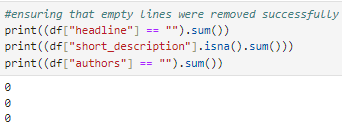 #ensuring that empty lines were removed successfully
print((df["headline"] == "").sum())
print((df["short_description"].isna().sum()))
print((df["authors"] == "").sum())
0
0
0